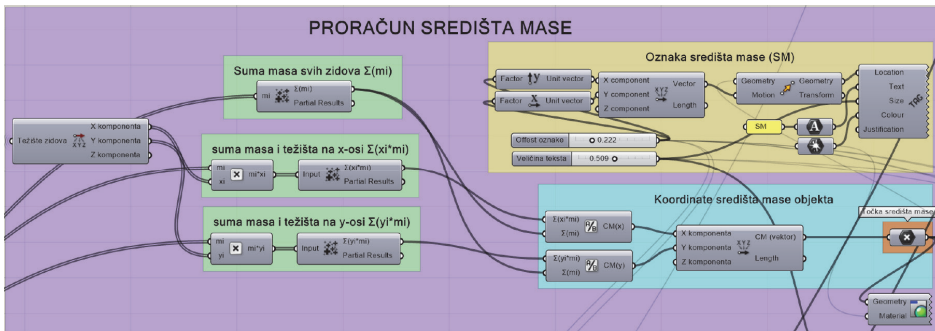 PRORAČUN SREDIŠTA MASE
Suma masa svih zidova Σ(mi)
mi
Σ(mi)
Partial Results
Težište zidova
X komponenta
Y komponenta
Z komponenta
suma masa i težišta na x-osi Σ(xi*mi)
mi
xi
mi*xi
Input
Σ(xi*mi)
Partial Results
suma masa i težišta na y-osi Σ(yi*mi)
mi
yi
mi*yi
Input
Σ(yi*mi)
Partial Results
Oznaka središta mase (SM)
Factor
Unit vector
Factor
Unit vector
X component
Y component
Z component
Vector
Length
Geometry
Motion
Geometry
Transform
Location
Text
Size
Colour
Justification
TAG
SM
Offset oznake
0.222
Veličina teksta
0.509
Koordinate središta mase objekta
Σ(xi*mi)
Σ(mi)
CM(x)
Σ(yi*mi)
Σ(mi)
CM(y)
X komponenta
Y komponenta
Z komponenta
CM (vektor)
Length
Točka središta mase
Geometry
Material